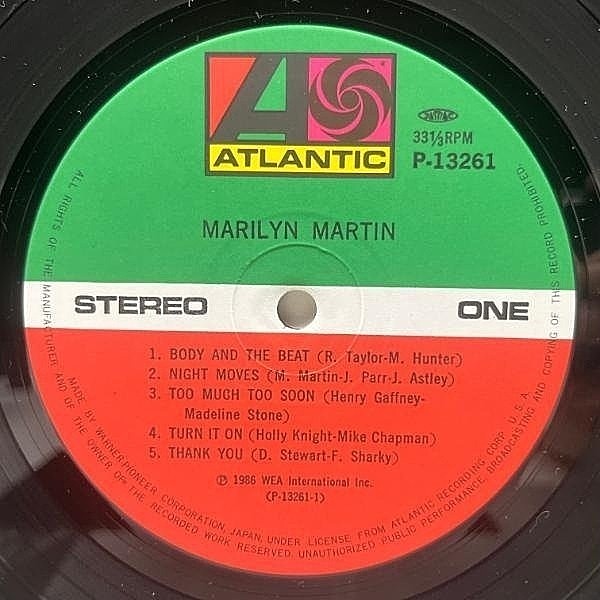 ATLANTIC
33⅓RPM
P-13261
MARILYN MARTIN
STEREO
ONE
1. BODY AND THE BEAT (R. Taylor-M. Hunter)
2. NIGHT MOVES (M. Martin-J. Parr-J. Astley)
3. TOO MUCH TOO SOON (Henry Gaffney-
Madeline Stone)
4. TURN IT ON (Holly Knight-Mike Chapman)
5. THANK YOU (D. Stewart-F. Sharky)
Ⓟ 1986 WEA International Inc.
(P-13261-1)
MADE BY WARNER-PIONEER CORPORATION, JAPAN, UNDER LICENSE FROM ATLANTIC RECORDING CORP., U.S.A.
ALL RIGHTS OF THE MANUFACTURER AND OF THE OWNER OF THE RECORDED WORK RESERVED. UNAUTHORIZED PUBLIC PERFORMANCE, BROADCASTING AND COPYING OF THIS RECORD PROHIBITED.